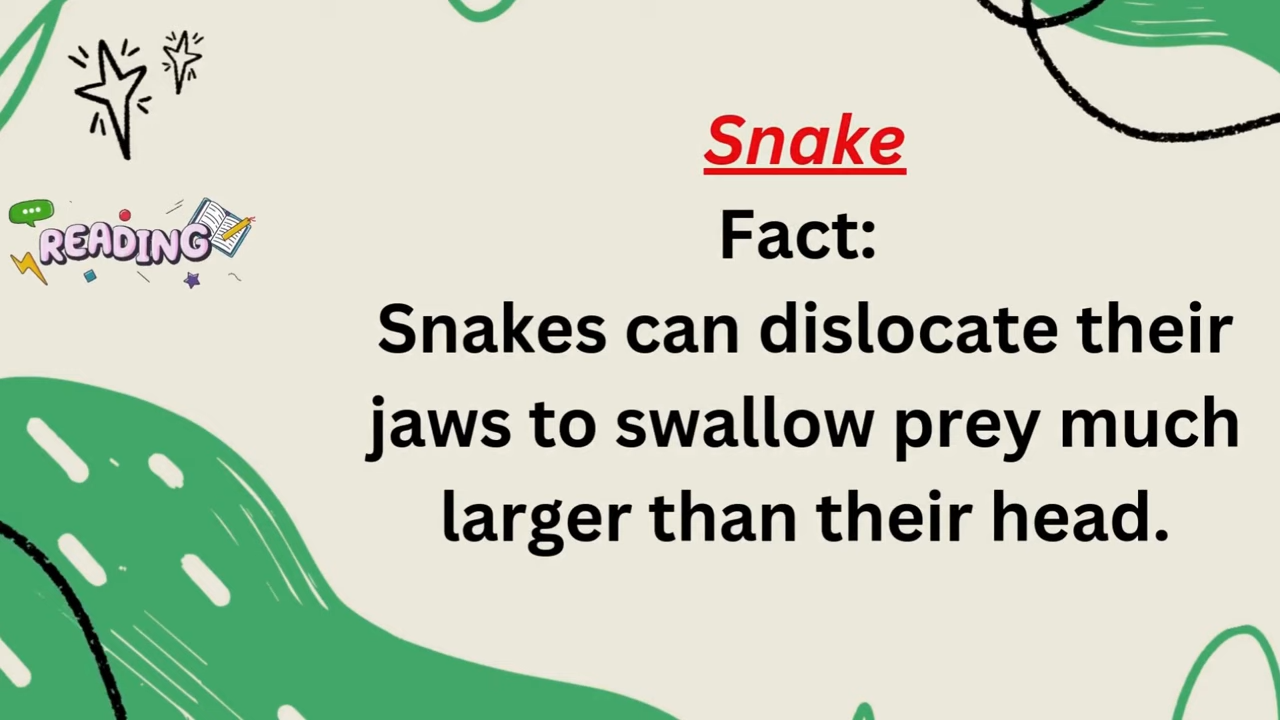 Snake
READING
Fact:
Snakes can dislocate their
jaws to swallow prey much
larger than their head.